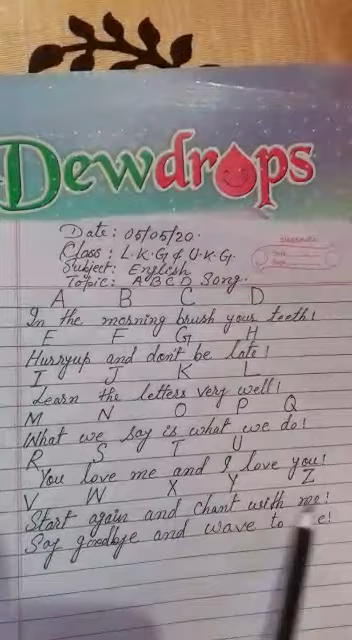 Dewdrops
Date: 05/05/20.
Class: L.K.G & U.K.G.
Subject: English
Topic: A B C D Song.
A B C D
In the morning brush your teeth!
E F G H
Hurryup and don't be late!
I J K L
Learn the letters very well!
M N O P Q
What we say is what we do!
R S T U
You love me and I love you!
V W X Y Z
Start again and chant with me!
Say goodbye and wave to e!